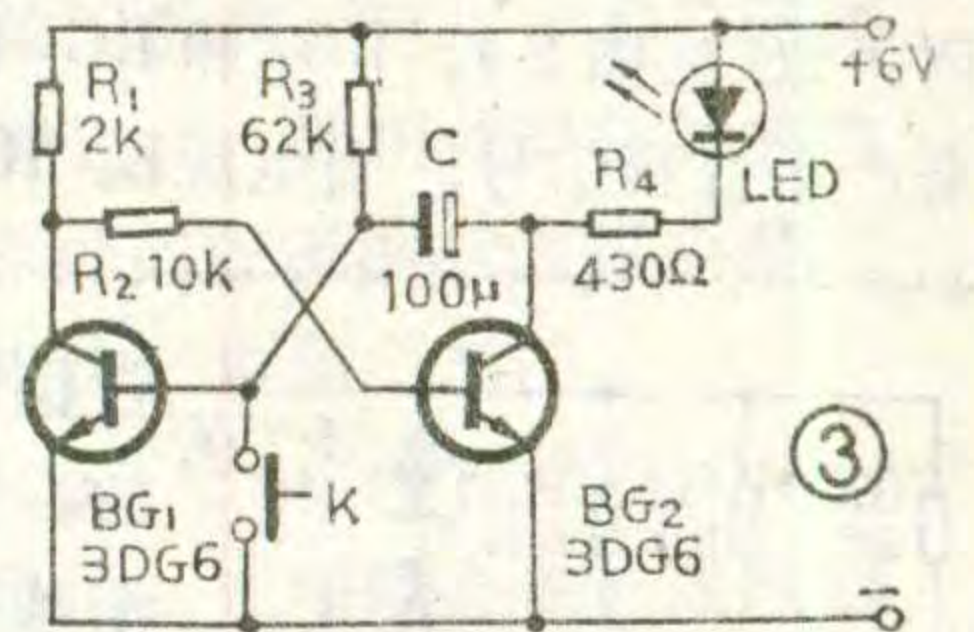 R₁
2k
R₃
62k
C
100μ
R₄
430Ω
LED
+6V
R₂ 10k
BG₁
3DG6
K
BG₂
3DG6
③
−